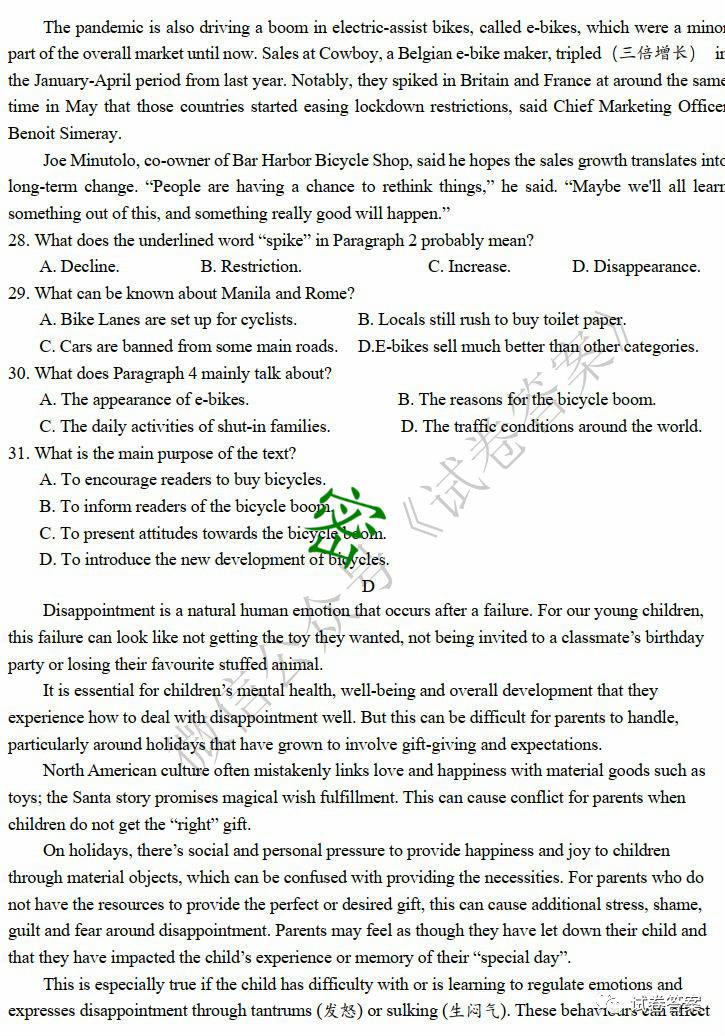 The pandemic is also driving a boom in electric-assist bikes, called e-bikes, which were a minor
part of the overall market until now. Sales at Cowboy, a Belgian e-bike maker, tripled（三倍增长） in
the January-April period from last year. Notably, they spiked in Britain and France at around the same
time in May that those countries started easing lockdown restrictions, said Chief Marketing Officer
Benoit Simeray.
Joe Minutolo, co-owner of Bar Harbor Bicycle Shop, said he hopes the sales growth translates into
long-term change. “People are having a chance to rethink things,” he said. “Maybe we'll all learn
something out of this, and something really good will happen.”
28. What does the underlined word “spike” in Paragraph 2 probably mean?
A. Decline. B. Restriction. C. Increase. D. Disappearance.
29. What can be known about Manila and Rome?
A. Bike Lanes are set up for cyclists. B. Locals still rush to buy toilet paper.
C. Cars are banned from some main roads. D.E-bikes sell much better than other categories.
30. What does Paragraph 4 mainly talk about?
A. The appearance of e-bikes. B. The reasons for the bicycle boom.
C. The daily activities of shut-in families. D. The traffic conditions around the world.
31. What is the main purpose of the text?
A. To encourage readers to buy bicycles.
B. To inform readers of the bicycle boom.
C. To present attitudes towards the bicycle boom.
D. To introduce the new development of bicycles.
密
微信公众号《试卷答案》
D
Disappointment is a natural human emotion that occurs after a failure. For our young children,
this failure can look like not getting the toy they wanted, not being invited to a classmate’s birthday
party or losing their favourite stuffed animal.
It is essential for children’s mental health, well-being and overall development that they
experience how to deal with disappointment well. But this can be difficult for parents to handle,
particularly around holidays that have grown to involve gift-giving and expectations.
North American culture often mistakenly links love and happiness with material goods such as
toys; the Santa story promises magical wish fulfillment. This can cause conflict for parents when
children do not get the “right” gift.
On holidays, there’s social and personal pressure to provide happiness and joy to children
through material objects, which can be confused with providing the necessities. For parents who do
not have the resources to provide the perfect or desired gift, this can cause additional stress, shame,
guilt and fear around disappointment. Parents may feel as though they have let down their child and
that they have impacted the child’s experience or memory of their “special day”.
This is especially true if the child has difficulty with or is learning to regulate emotions and
expresses disappointment through tantrums (发怒) or sulking (生闷气). These behaviours can affect
试卷答案